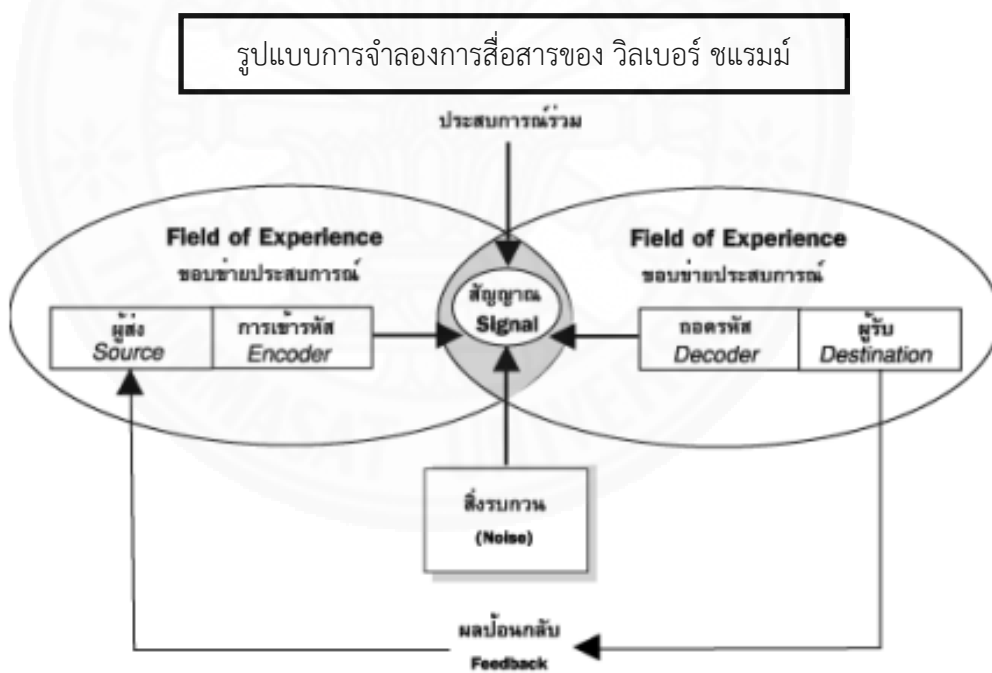 รูปแบบการจำลองการสื่อสารของ วิลเบอร์ ชแรมม์
ประสบการณ์ร่วม
Field of Experience
ขอบข่ายประสบการณ์
ผู้ส่ง
Source
การเข้ารหัส
Encoder
สัญญาณ
Signal
Field of Experience
ขอบข่ายประสบการณ์
ถอดรหัส
Decoder
ผู้รับ
Destination
สิ่งรบกวน
(Noise)
ผลป้อนกลับ
Feedback